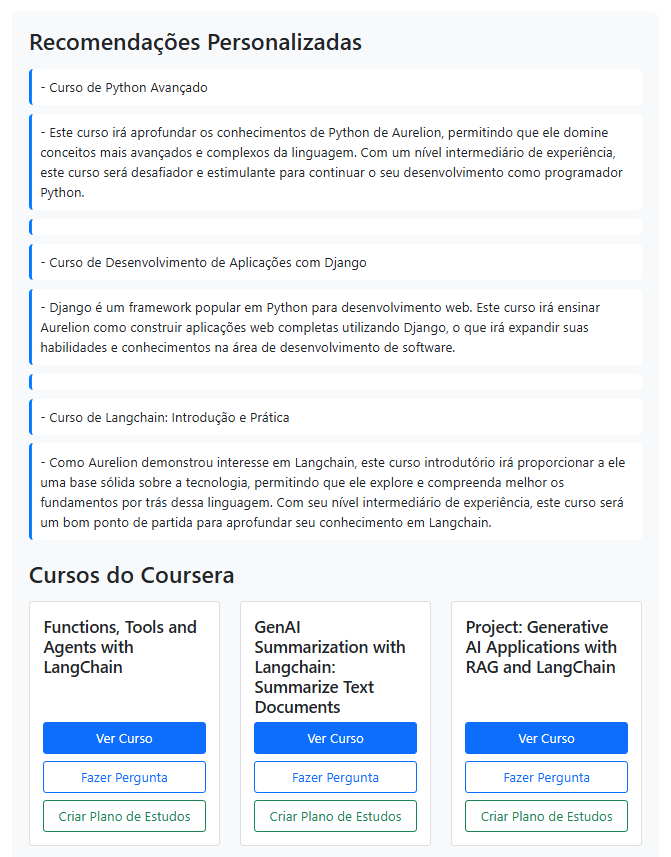 Recomendações Personalizadas
- Curso de Python Avançado
- Este curso irá aprofundar os conhecimentos de Python de Aurelion, permitindo que ele domine
conceitos mais avançados e complexos da linguagem. Com um nível intermediário de experiência,
este curso será desafiador e estimulante para continuar o seu desenvolvimento como programador
Python.
- Curso de Desenvolvimento de Aplicações com Django
- Django é um framework popular em Python para desenvolvimento web. Este curso irá ensinar
Aurelion como construir aplicações web completas utilizando Django, o que irá expandir suas
habilidades e conhecimentos na área de desenvolvimento de software.
- Curso de Langchain: Introdução e Prática
- Como Aurelion demonstrou interesse em Langchain, este curso introdutório irá proporcionar a ele
uma base sólida sobre a tecnologia, permitindo que ele explore e compreenda melhor os
fundamentos por trás dessa linguagem. Com seu nível intermediário de experiência, este curso será
um bom ponto de partida para aprofundar seu conhecimento em Langchain.
Cursos do Coursera
Functions, Tools and
Agents with
LangChain
Ver Curso
Fazer Pergunta
Criar Plano de Estudos
GenAI
Summarization with
Langchain:
Summarize Text
Documents
Ver Curso
Fazer Pergunta
Criar Plano de Estudos
Project: Generative
AI Applications with
RAG and LangChain
Ver Curso
Fazer Pergunta
Criar Plano de Estudos